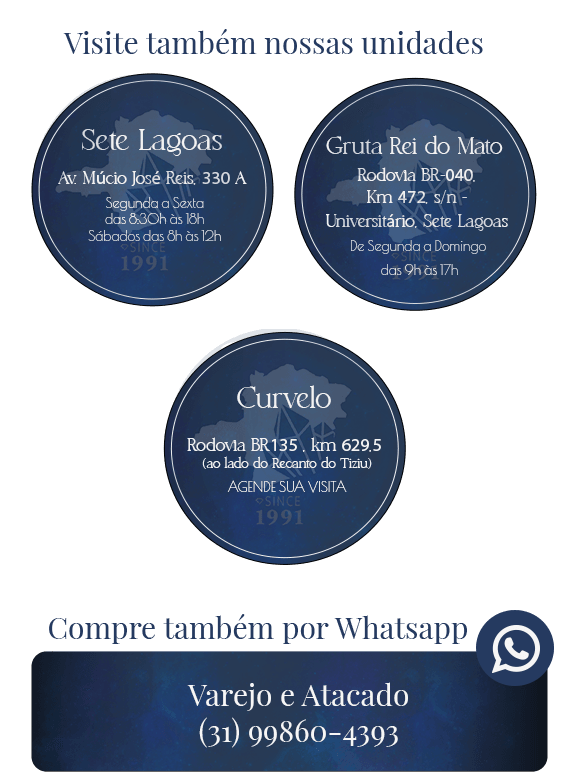 Visite também nossas unidades
Sete Lagoas
Av. Múcio José Reis, 330 A
Segunda a Sexta
das 8:30h às 18h
Sábados das 8h às 12h
SINCE
1991
Gruta Rei do Mato
Rodovia BR-040,
Km 472, s/n -
Universitário, Sete Lagoas
De Segunda a Domingo
SINCE
das 9h às 17h
1991
Curvelo
Rodovia BR135 , km 629,5
(ao lado do Recanto do Tiziu)
AGENDE SUA VISITA
SINCE
1991
Compre também por Whatsapp
Varejo e Atacado
(31) 99860-4393